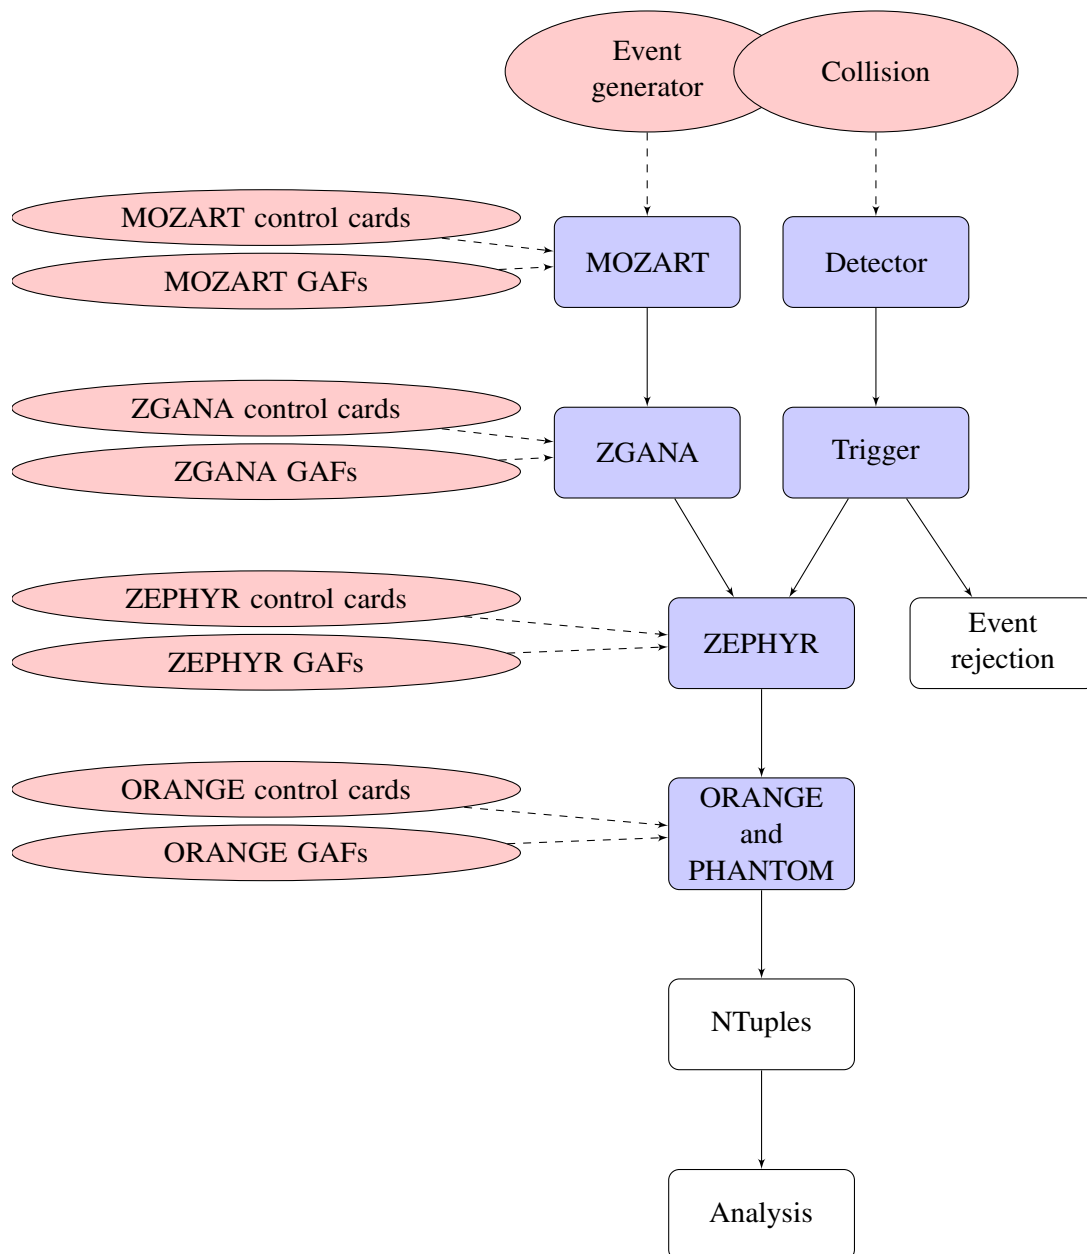 Event
generator
Collision
MOZART control cards
MOZART GAFs
MOZART
Detector
ZGANA control cards
ZGANA GAFs
ZGANA
Trigger
ZEPHYR control cards
ZEPHYR GAFs
ZEPHYR
Event
rejection
ORANGE control cards
ORANGE GAFs
ORANGE
and
PHANTOM
NTuples
Analysis